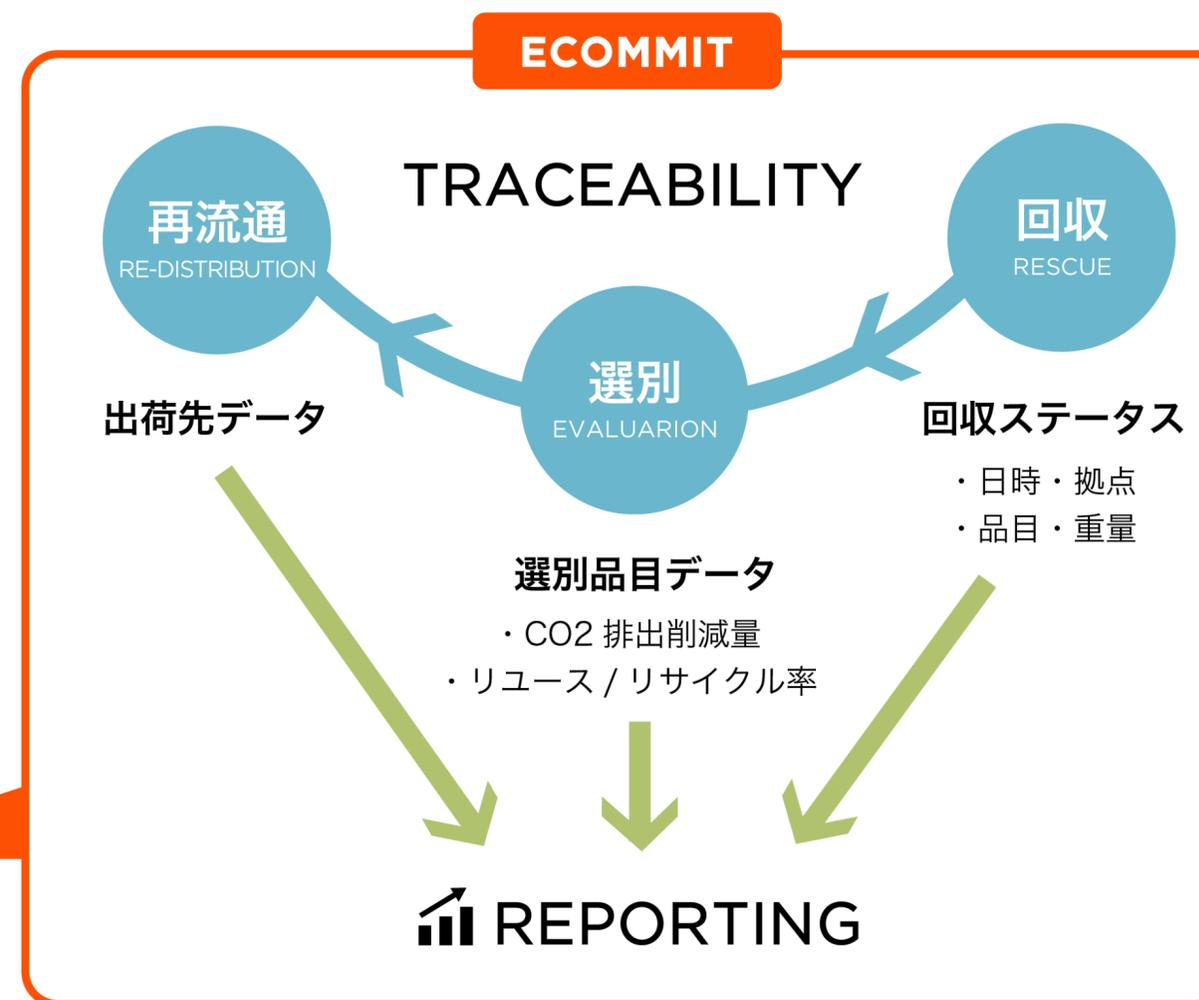 ECOMMIT
TRACEABILITY
再流通
RE-DISTRIBUTION
回収
RESCUE
選別
EVALUARION
出荷先データ
回収ステータス
・日時・拠点
・品目・重量
選別品目データ
・CO2 排出削減量
・リユース / リサイクル率
REPORTING